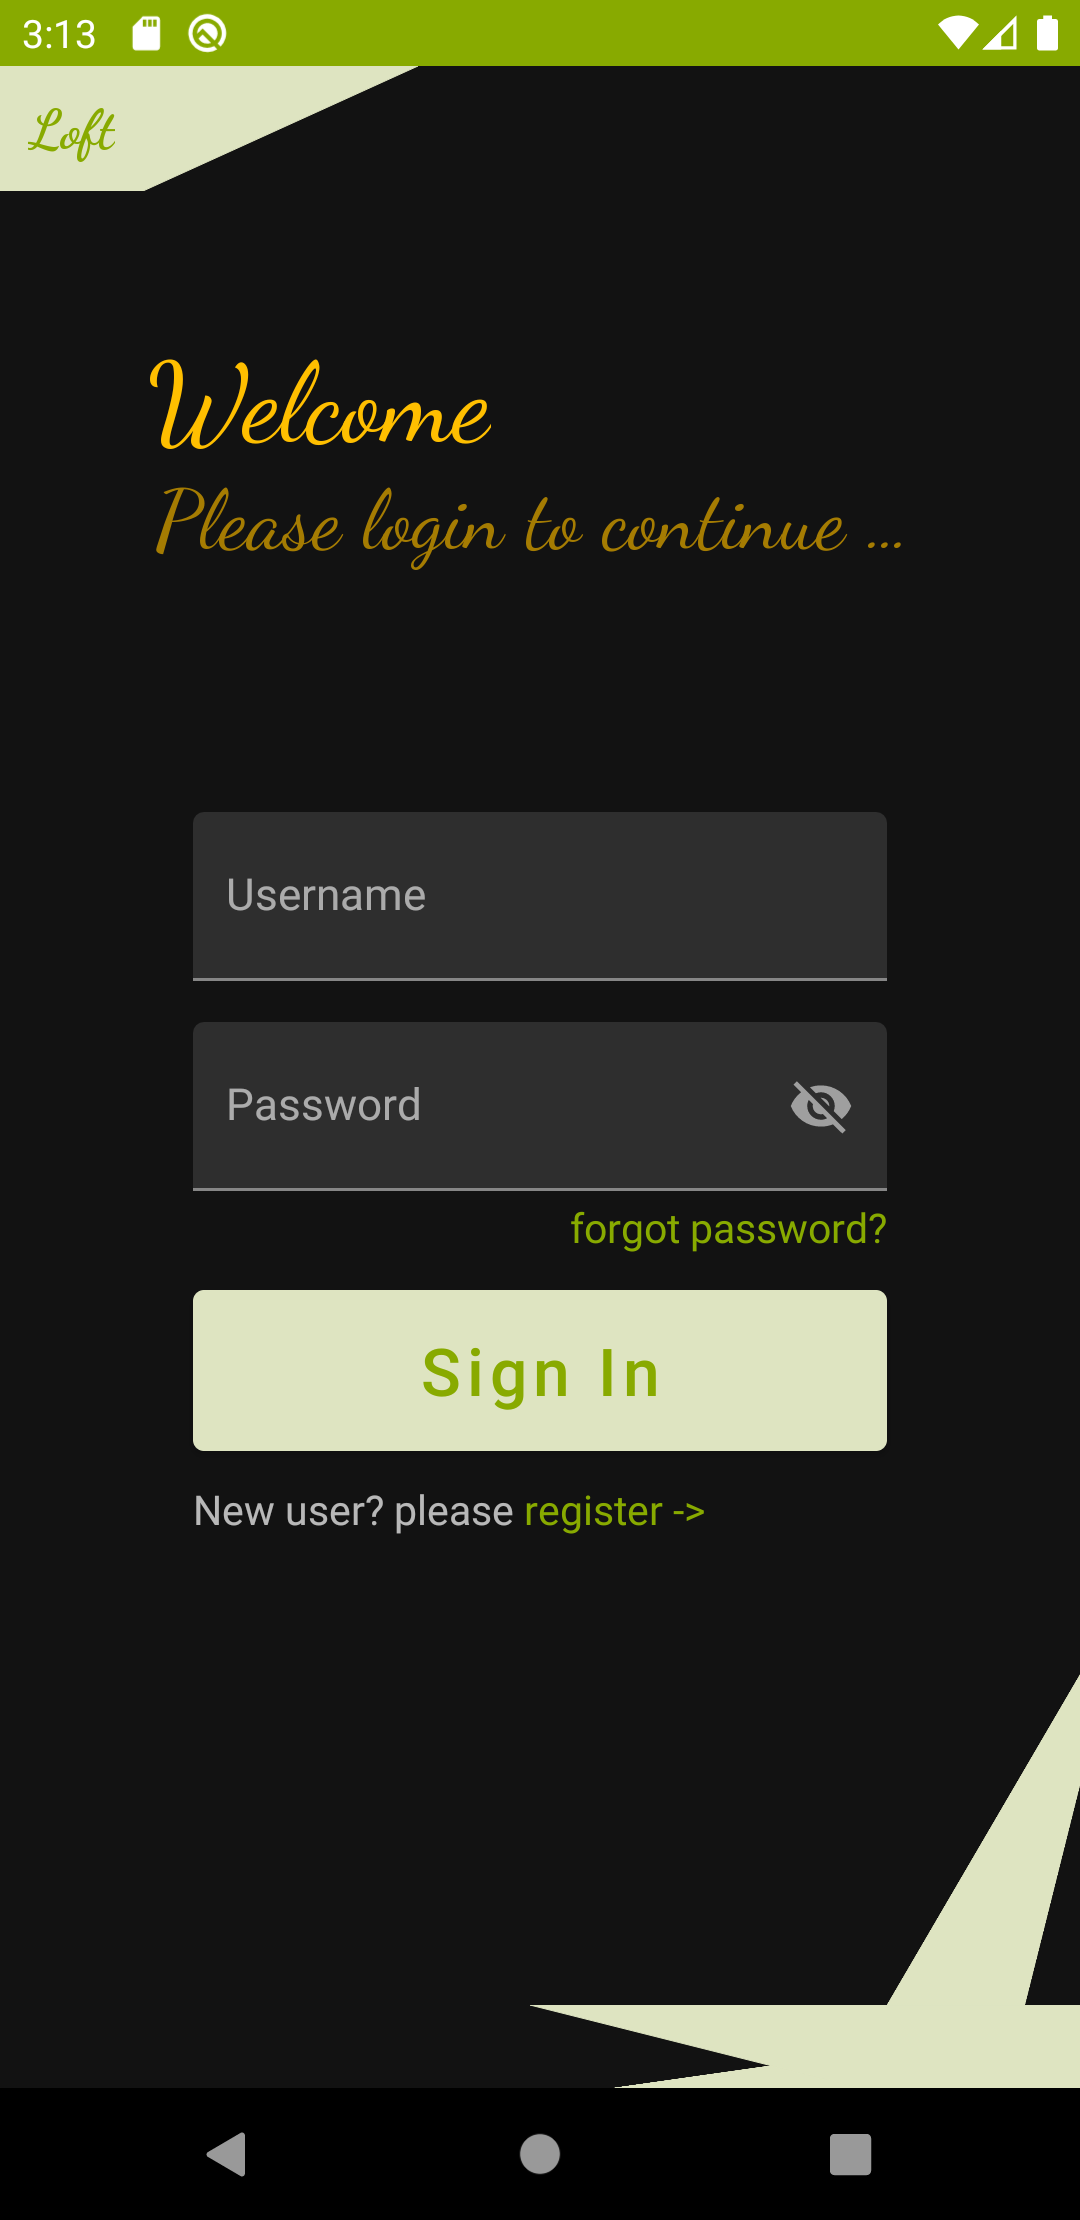 3:13
Loft
Welcome
Please login to continue ...
Username
Password
forgot password?
Sign In
New user? please register ->